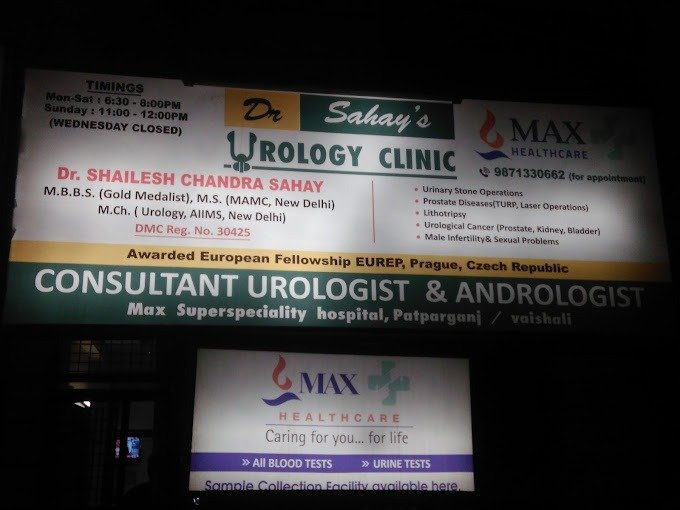 TIMINGS
Mon-Sat : 6:30 - 8:00PM
Sunday : 11:00 - 12:00PM
(WEDNESDAY CLOSED)
Dr Sahay's
UROLOGY CLINIC
MAX
HEALTHCARE
9871330662 (for appointment)
Dr. SHAILESH CHANDRA SAHAY
M.B.B.S. (Gold Medalist), M.S. (MAMC, New Delhi)
M.Ch. ( Urology, AIIMS, New Delhi)
DMC Reg. No. 30425
• Urinary Stone Operations
• Prostate Diseases(TURP, Laser Operations)
• Lithotripsy
• Urological Cancer (Prostate, Kidney, Bladder)
• Male Infertility& Sexual Problems
Awarded European Fellowship EUREP, Prague, Czech Republic
CONSULTANT UROLOGIST & ANDROLOGIST
Max Superspeciality hospital, Patparganj / vaishali
MAX
HEALTHCARE
Caring for you... for life
» All BLOOD TESTS » URINE TESTS
Sample Collection Facility available here.